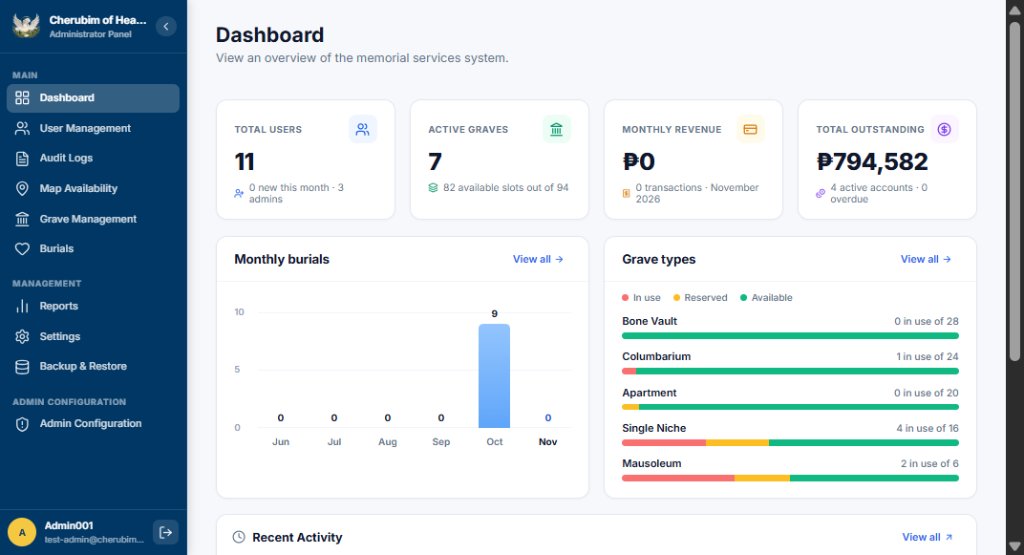 Cherubim of Hea...
Administrator Panel
MAIN
Dashboard
User Management
Audit Logs
Map Availability
Grave Management
Burials
MANAGEMENT
Reports
Settings
Backup & Restore
ADMIN CONFIGURATION
Admin Configuration
A
Admin001
test-admin@cherubim...
Dashboard
View an overview of the memorial services system.
TOTAL USERS
11
0 new this month · 3
admins
ACTIVE GRAVES
7
82 available slots out of 94
MONTHLY REVENUE
₱0
0 transactions · November
2026
TOTAL OUTSTANDING
₱794,582
4 active accounts · 0
overdue
Monthly burials
View all →
10
5
0
0 0 0 0 9 0
Jun Jul Aug Sep Oct Nov
Grave types
View all →
In use Reserved Available
Bone Vault 0 in use of 28
Columbarium 1 in use of 24
Apartment 0 in use of 20
Single Niche 4 in use of 16
Mausoleum 2 in use of 6
Recent Activity
View all ↗